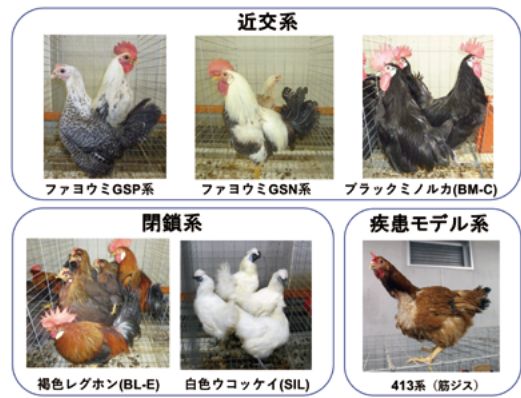 近交系
ファヨウミGSP系
ファヨウミGSN系
ブラックミノルカ(BM-C)
閉鎖系
褐色レグホン(BL-E)
白色ウコッケイ(SIL)
疾患モデル系
413系（筋ジス）